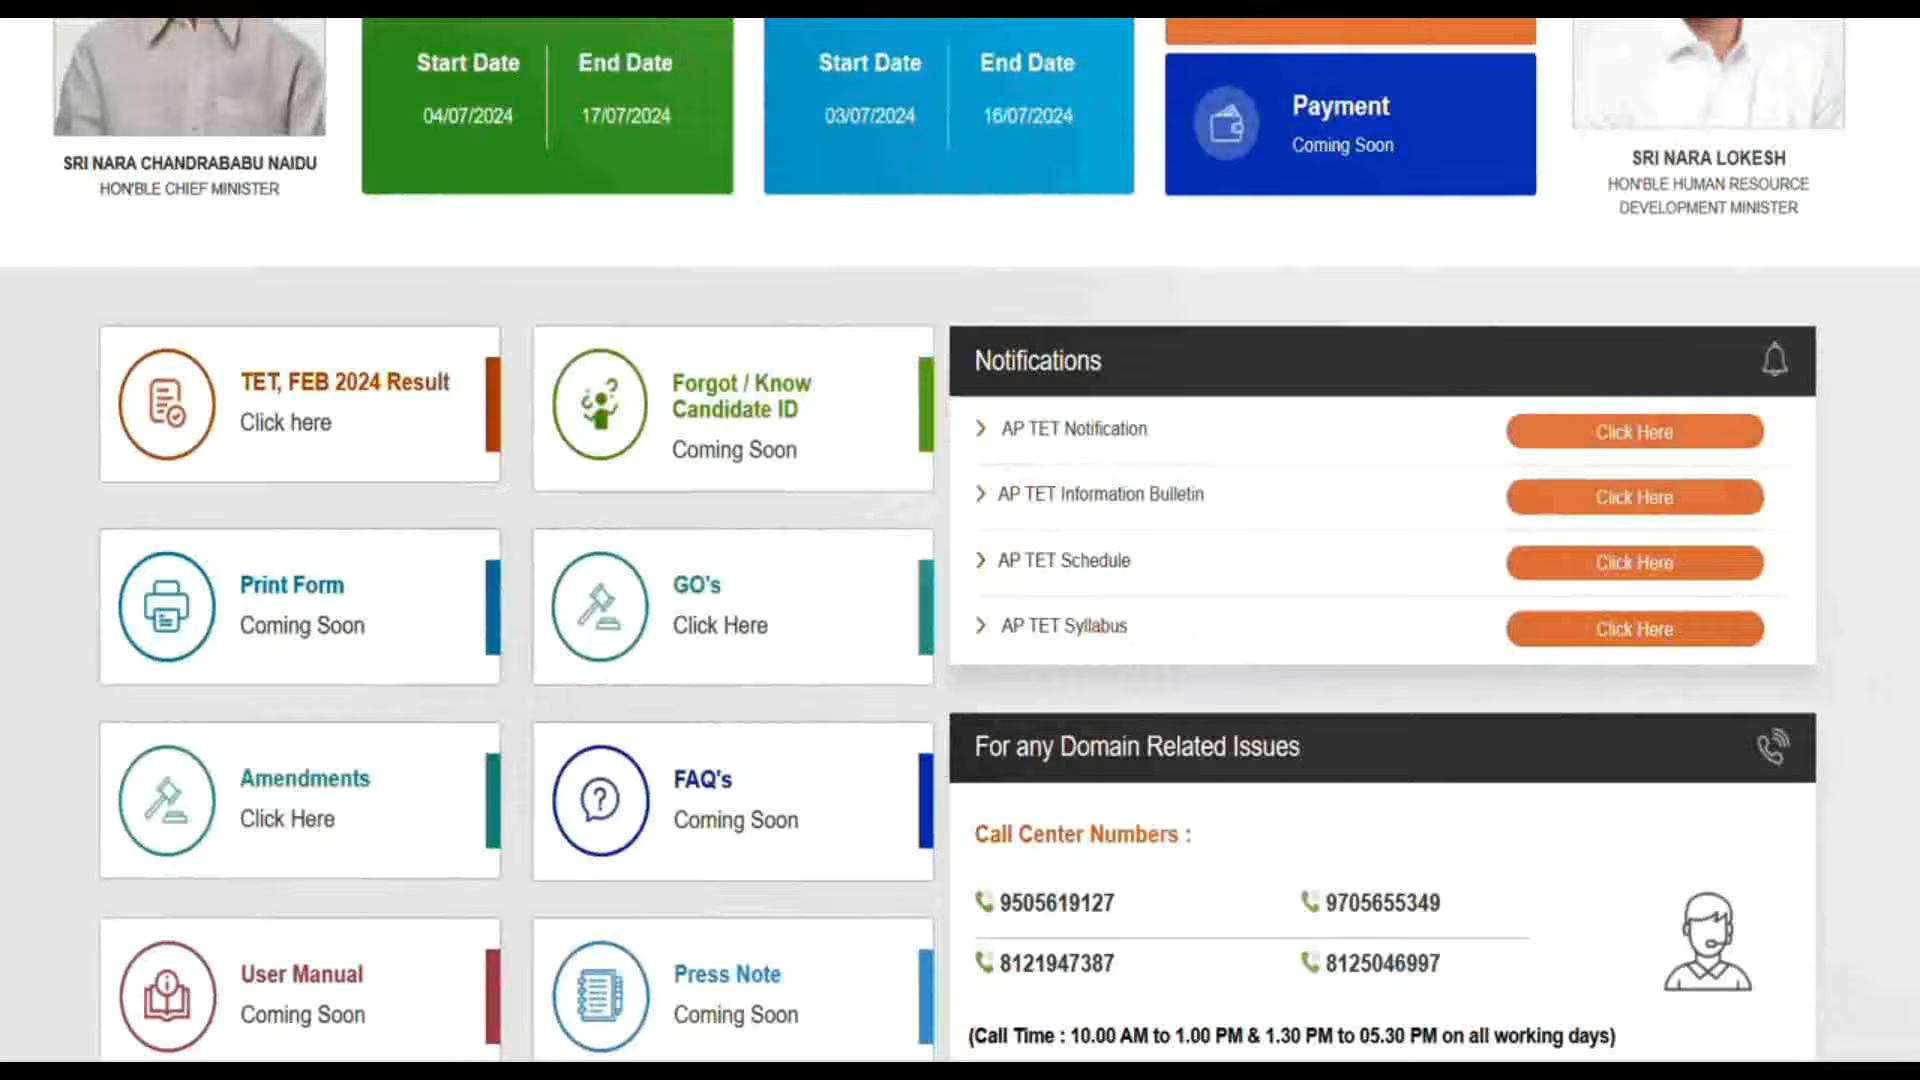 Start Date
End Date
04/07/2024
17/07/2024
Start Date
End Date
03/07/2024
16/07/2024
Payment
Coming Soon
SRI NARA CHANDRABABU NAIDU
HON'BLE CHIEF MINISTER
SRI NARA LOKESH
HON'BLE HUMAN RESOURCE
DEVELOPMENT MINISTER
TET, FEB 2024 Result
Click here
Forgot / Know
Candidate ID
Coming Soon
Print Form
Coming Soon
GO's
Click Here
Amendments
Click Here
FAQ's
Coming Soon
User Manual
Coming Soon
Press Note
Coming Soon
Notifications
AP TET Notification
Click Here
AP TET Information Bulletin
Click Here
AP TET Schedule
Click Here
AP TET Syllabus
Click Here
For any Domain Related Issues
Call Center Numbers :
9505619127
9705655349
8121947387
8125046997
(Call Time : 10.00 AM to 1.00 PM & 1.30 PM to 05.30 PM on all working days)